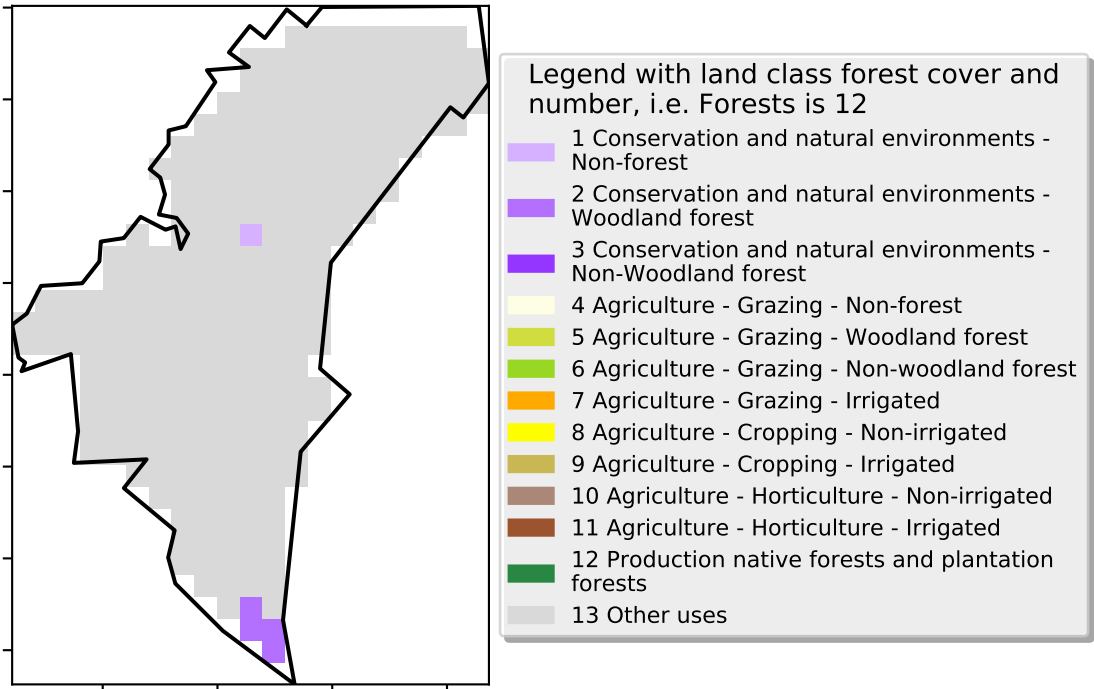 Legend with land class forest cover and
number, i.e. Forests is 12
1 Conservation and natural environments -
Non-forest
2 Conservation and natural environments -
Woodland forest
3 Conservation and natural environments -
Non-Woodland forest
4 Agriculture - Grazing - Non-forest
5 Agriculture - Grazing - Woodland forest
6 Agriculture - Grazing - Non-woodland forest
7 Agriculture - Grazing - Irrigated
8 Agriculture - Cropping - Non-irrigated
9 Agriculture - Cropping - Irrigated
10 Agriculture - Horticulture - Non-irrigated
11 Agriculture - Horticulture - Irrigated
12 Production native forests and plantation
forests
13 Other uses